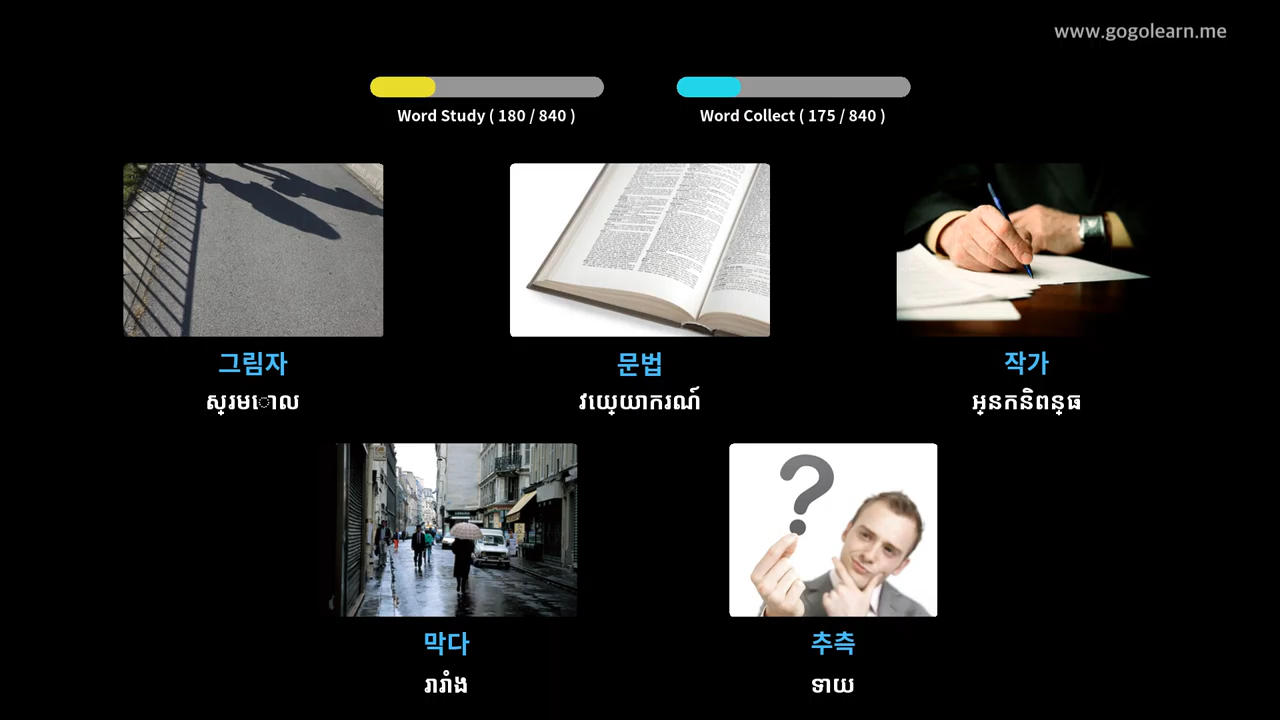 www.gogolearn.me
Word Study ( 180 / 840 )
Word Collect ( 175 / 840 )
그림자
ស្រមោល
문법
វេយ្យាករណ៍
작가
អ្នកនិពន្ធ
막다
រារាំង
추측
ទាយ